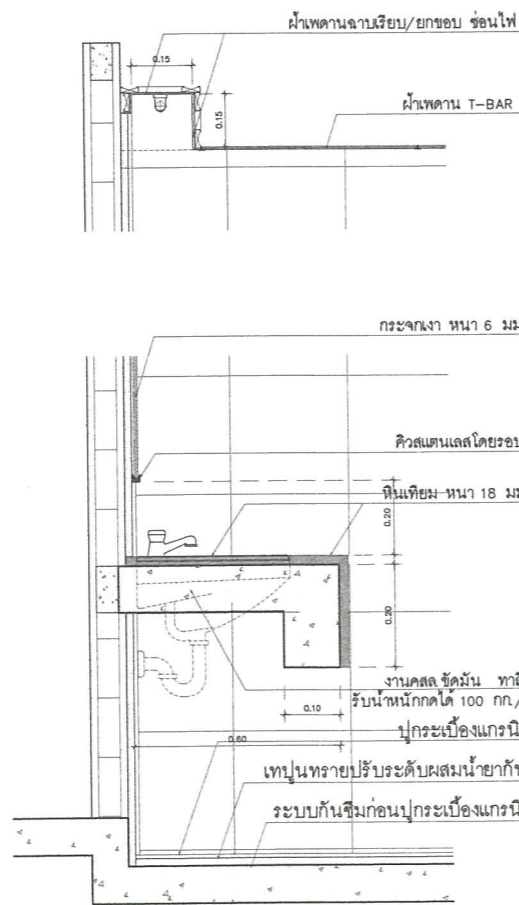 ฝ้าเพดานฉาบเรียบ/ยกขอบ ซ่อนไฟ
0.15
0.15
ฝ้าเพดาน T-BAR
กระจกเงา หนา 6 มม
คิวสแตนเลสโดยรอบ
หินเทียม หนา 18 มม
0.20
0.20
งานคสล.ขัดมัน ทาสี
รับน้ำหนักกดได้ 100 กก./
0.10
ปูกระเบื้องแกรนิ
0.60
เทปูนทรายปรับระดับผสมน้ำยากัน
ระบบกันซึมก่อนปูกระเบื้องแกรนิ